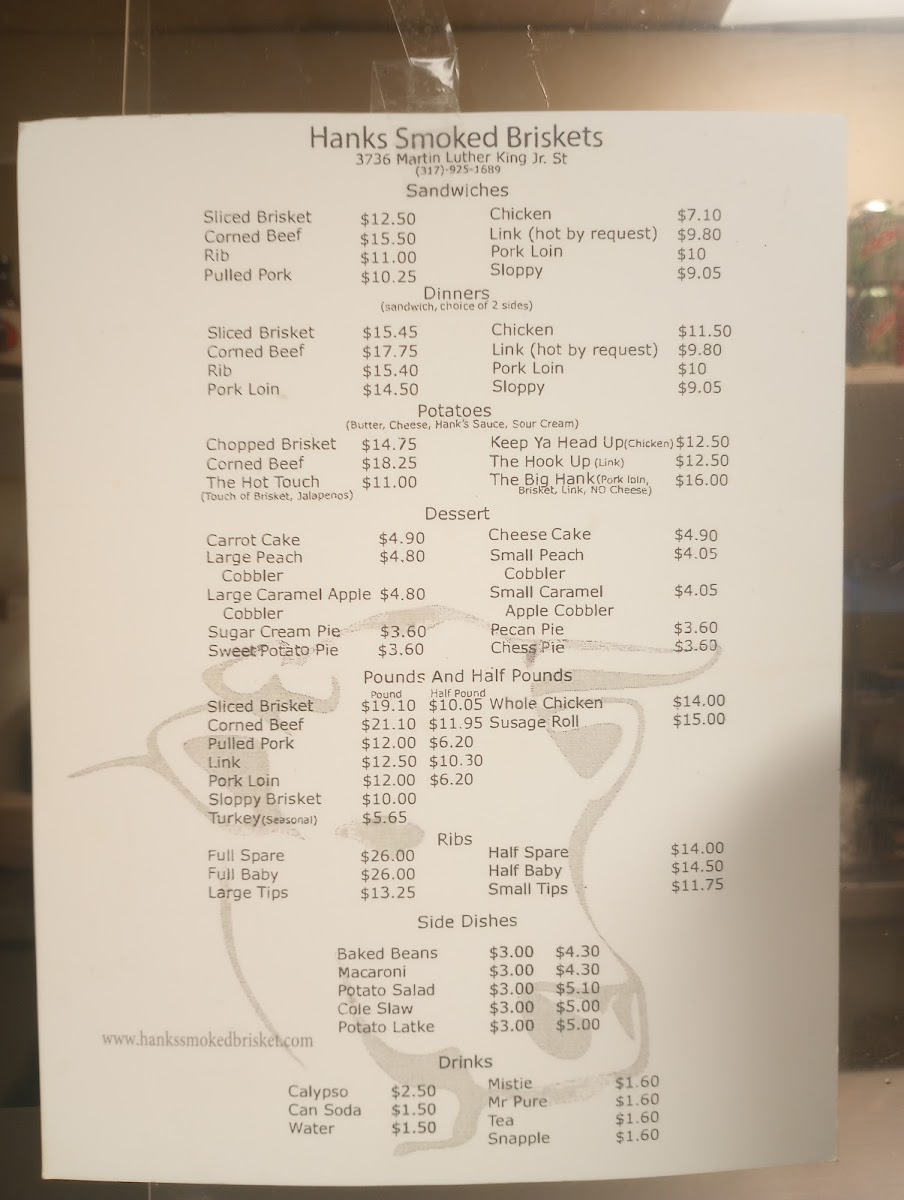 Hanks Smoked Briskets
3736 Martin Luther King Jr. St
(317)-925-1689
Sandwiches
Sliced Brisket $12.50 Chicken $7.10
Corned Beef $15.50 Link (hot by request) $9.80
Rib $11.00 Pork Loin $10
Pulled Pork $10.25 Sloppy $9.05
Dinners
(sandwich, choice of 2 sides)
Sliced Brisket $15.45 Chicken $11.50
Corned Beef $17.75 Link (hot by request) $9.80
Rib $15.40 Pork Loin $10
Pork Loin $14.50 Sloppy $9.05
Potatoes
(Butter, Cheese, Hank's Sauce, Sour Cream)
Chopped Brisket $14.75 Keep Ya Head Up(Chicken) $12.50
Corned Beef $18.25 The Hook Up (Link) $12.50
The Hot Touch $11.00 The Big Hank(Pork loin, $16.00
(Touch of Brisket, Jalapenos) Brisket, Link, NO Cheese)
Dessert
Carrot Cake $4.90 Cheese Cake $4.90
Large Peach $4.80 Small Peach $4.05
Cobbler Cobbler
Large Caramel Apple $4.80 Small Caramel $4.05
Cobbler Apple Cobbler
Sugar Cream Pie $3.60 Pecan Pie $3.60
Sweet Potato Pie $3.60 Chess Pie $3.60
Pounds And Half Pounds
Pound Half Pound
Sliced Brisket $19.10 $10.05 Whole Chicken $14.00
Corned Beef $21.10 $11.95 Susage Roll $15.00
Pulled Pork $12.00 $6.20
Link $12.50 $10.30
Pork Loin $12.00 $6.20
Sloppy Brisket $10.00
Turkey(Seasonal) $5.65
Ribs
Full Spare $26.00 Half Spare $14.00
Full Baby $26.00 Half Baby $14.50
Large Tips $13.25 Small Tips $11.75
Side Dishes
Baked Beans $3.00 $4.30
Macaroni $3.00 $4.30
Potato Salad $3.00 $5.10
Cole Slaw $3.00 $5.00
Potato Latke $3.00 $5.00
www.hankssmokedbrisket.com
Drinks
Calypso $2.50 Mistie $1.60
Can Soda $1.50 Mr Pure $1.60
Water $1.50 Tea $1.60
Snapple $1.60